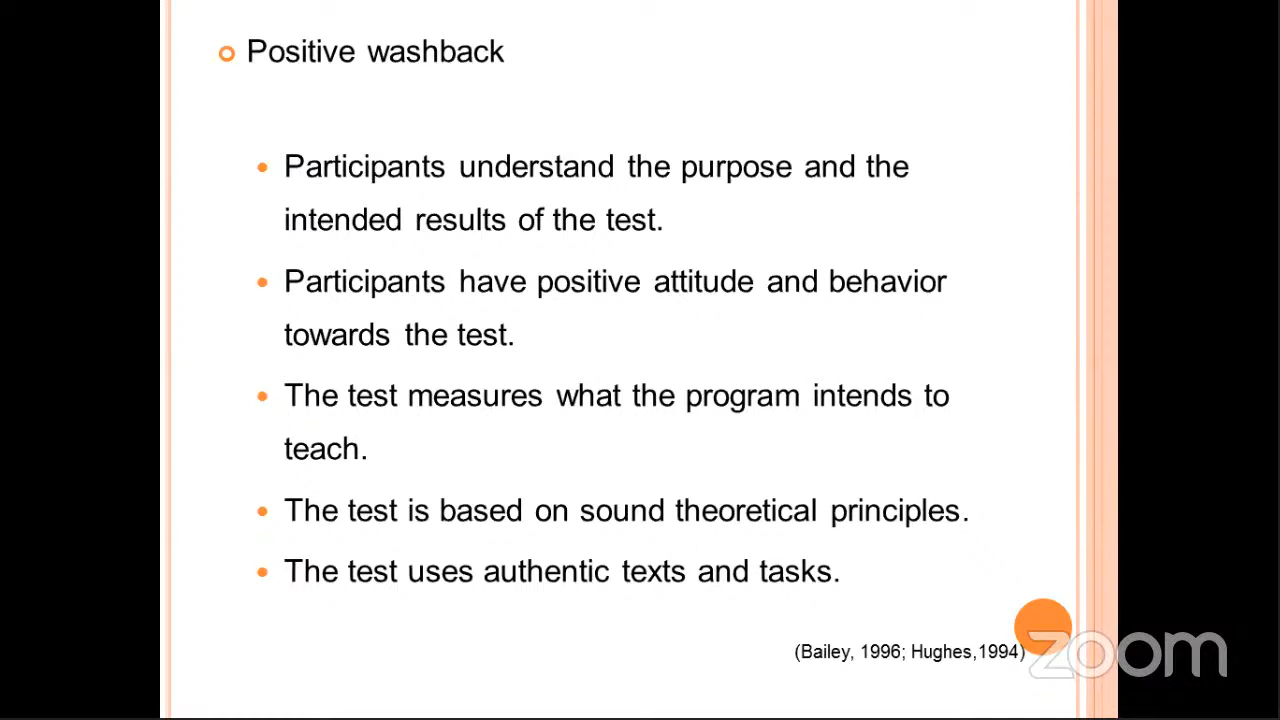 Positive washback
Participants understand the purpose and the
intended results of the test.
Participants have positive attitude and behavior
towards the test.
The test measures what the program intends to
teach.
The test is based on sound theoretical principles.
The test uses authentic texts and tasks.
(Bailey, 1996; Hughes,1994)
zoom